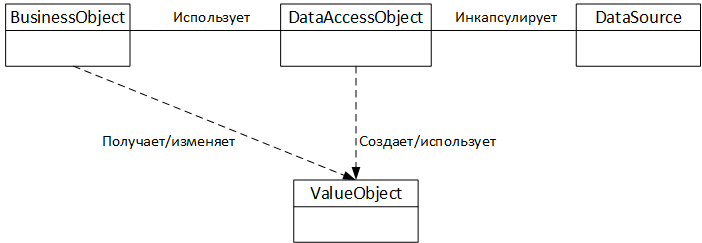 BusinessObject
Использует
DataAccessObject
Инкапсулирует
DataSource
Получает/изменяет
Создает/использует
ValueObject